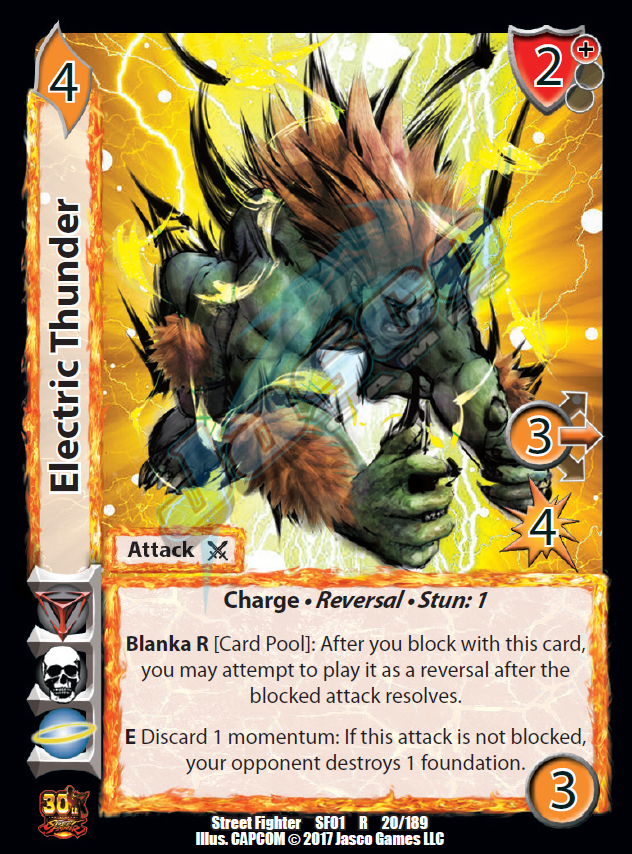 4
2
+
Electric Thunder
3
4
Attack
Charge • Reversal • Stun: 1
Blanka R [Card Pool]: After you block with this card,
you may attempt to play it as a reversal after the
blocked attack resolves.
E Discard 1 momentum: If this attack is not blocked,
your opponent destroys 1 foundation.
3
30th
Street Fighter
Street Fighter SF01 R 20/189
Illus. CAPCOM © 2017 Jasco Games LLC